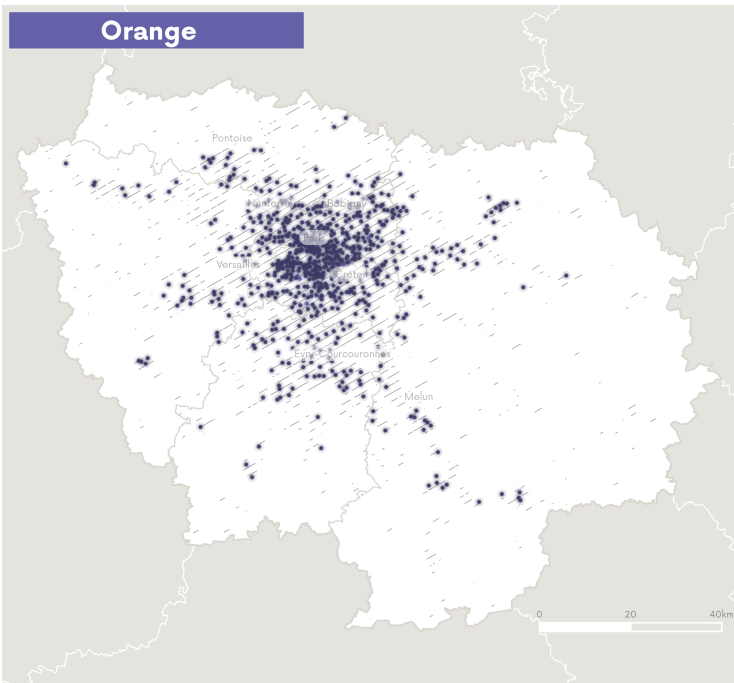 Orange
Pontoise
Nanterre
Bobigny
Paris
Versailles
Créteil
Evry-Courcouronnes
Melun
0 20 40km